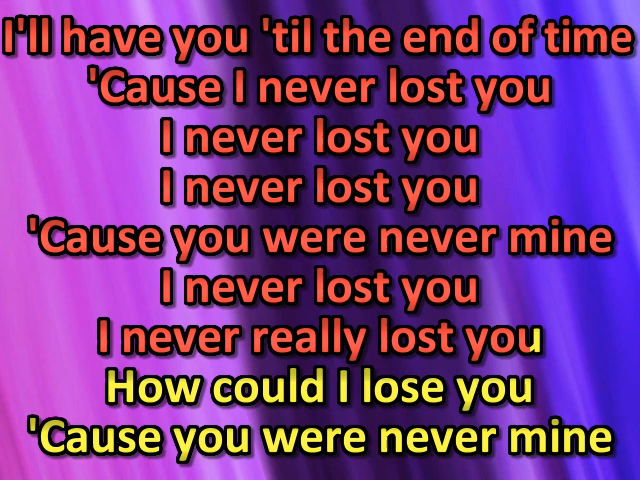 I'll have you 'til the end of time
'Cause I never lost you
I never lost you
I never lost you
'Cause you were never mine
I never lost you
I never really lost you
How could I lose you
'Cause you were never mine